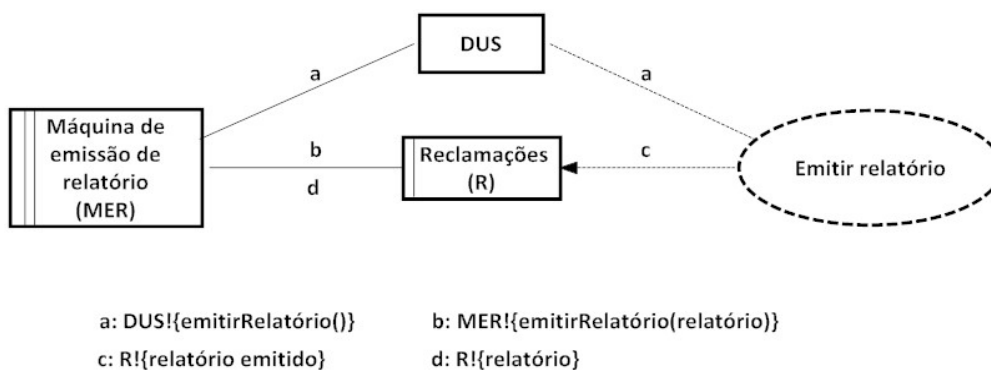 DUS
a
a
Máquina de
emissão de
relatório
(MER)
b
d
Reclamações
(R)
c
Emitir relatório
a: DUS!{emitirRelatório()}
b: MER!{emitirRelatório(relatório)}
c: R!{relatório emitido}
d: R!{relatório}